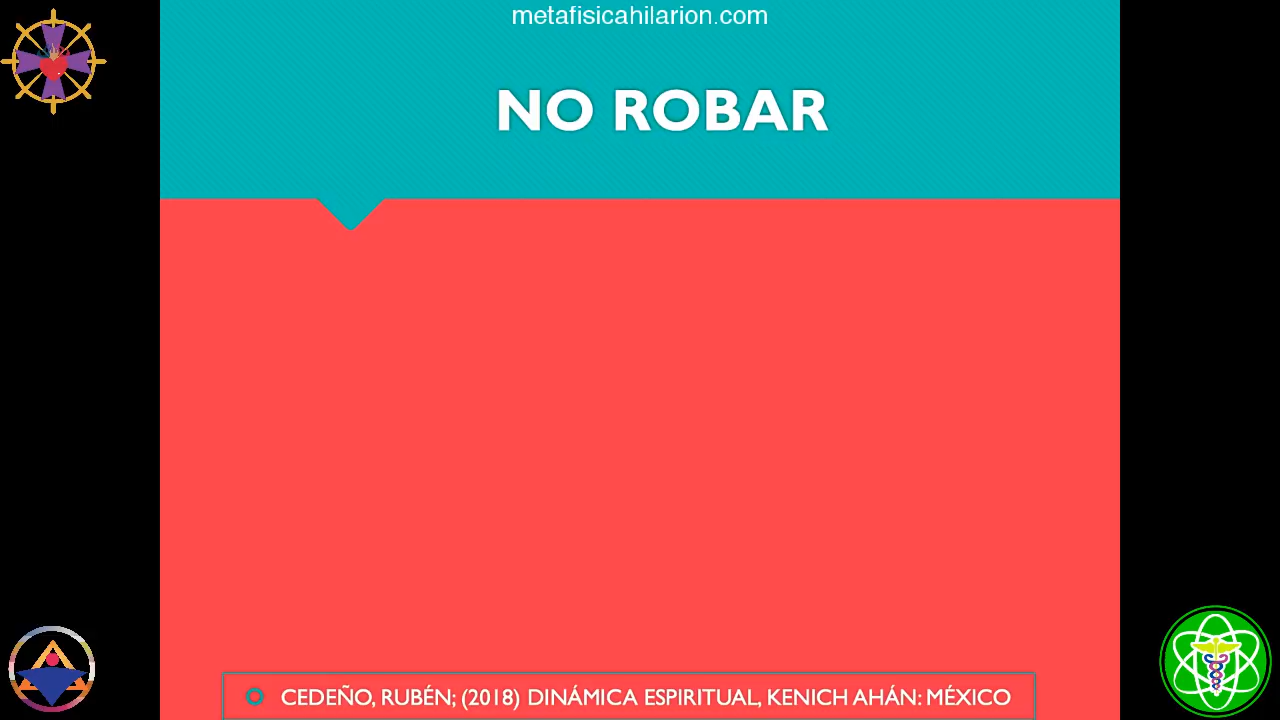 metafisicahilarion.com
NO ROBAR
CEDEÑO, RUBÉN; (2018) DINÁMICA ESPIRITUAL, KENICH AHÁN: MÉXICO